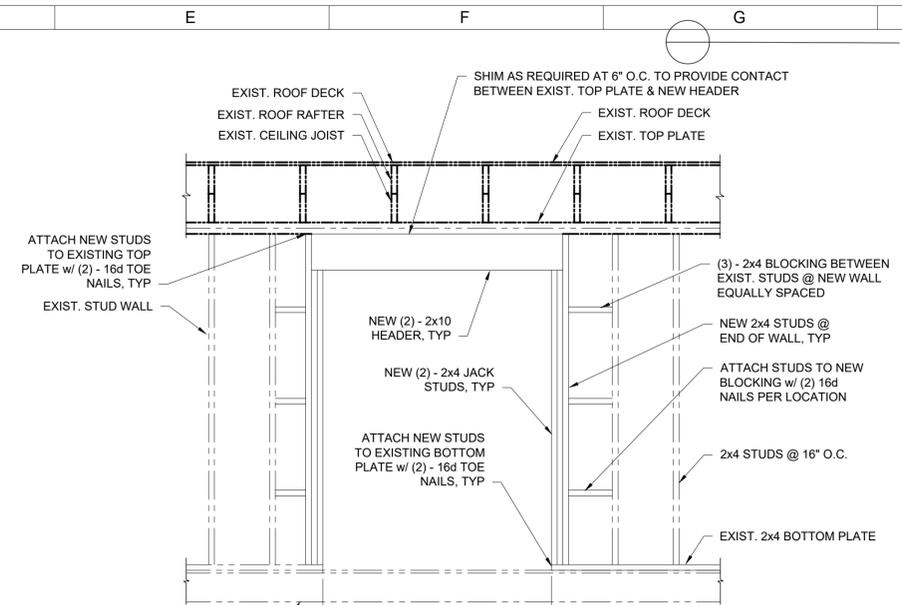 E
F
G
SHIM AS REQUIRED AT 6" O.C. TO PROVIDE CONTACT
BETWEEN EXIST. TOP PLATE & NEW HEADER
EXIST. ROOF DECK
EXIST. ROOF RAFTER
EXIST. CEILING JOIST
EXIST. ROOF DECK
EXIST. TOP PLATE
ATTACH NEW STUDS
TO EXISTING TOP
PLATE w/ (2) - 16d TOE
NAILS, TYP
EXIST. STUD WALL
NEW (2) - 2x10
HEADER, TYP
NEW (2) - 2x4 JACK
STUDS, TYP
ATTACH NEW STUDS
TO EXISTING BOTTOM
PLATE w/ (2) - 16d TOE
NAILS, TYP
(3) - 2x4 BLOCKING BETWEEN
EXIST. STUDS @ NEW WALL
EQUALLY SPACED
NEW 2x4 STUDS @
END OF WALL, TYP
ATTACH STUDS TO NEW
BLOCKING w/ (2) 16d
NAILS PER LOCATION
2x4 STUDS @ 16" O.C.
EXIST. 2x4 BOTTOM PLATE